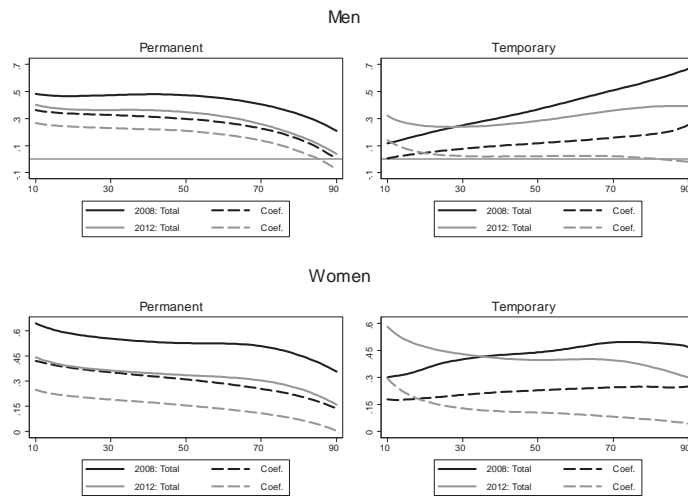 Men
Permanent
Temporary
.7
.5
.3
.1
-.1
10 30 50 70 90
.7
.5
.3
.1
-.1
10 30 50 70 90
2008: Total Coef.
2012: Total Coef.
2008: Total Coef.
2012: Total Coef.
Women
Permanent
Temporary
.6
.45
.3
.15
0
10 30 50 70 90
.6
.45
.3
.15
0
10 30 50 70 90
2008: Total Coef.
2012: Total Coef.
2008: Total Coef.
2012: Total Coef.